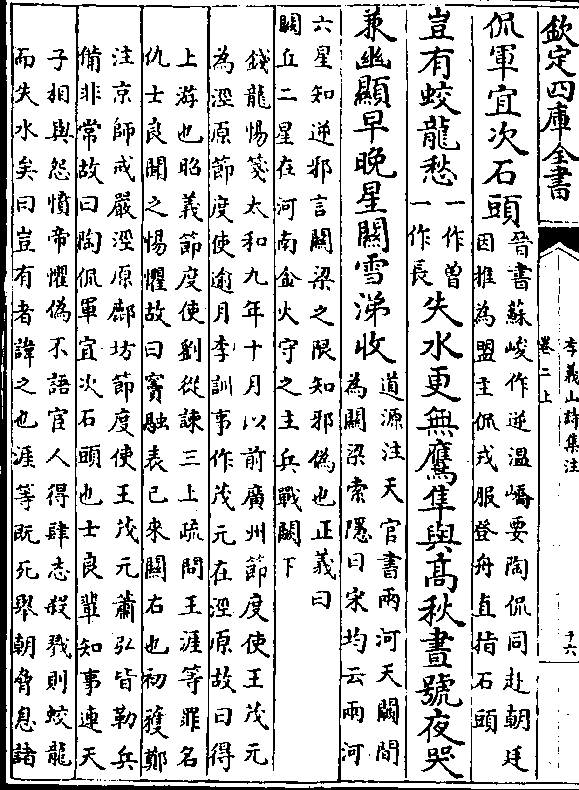 欽定四庫全書
李義山詩集注
卷二上
十六
侃軍宜次石頭
晉書蘇峻作逆溫嶠要陶侃同赴朝廷
因推為盟主侃戎服登舟直指石頭
豈有蛟龍愁
一作曾
一作長
失水更無鷹隼與高秋晝號夜哭
兼幽顯早晚星關雪涕收
道源注天官書兩河天闕間
為關梁索隱曰宋均云兩河
六星知逆邪言關梁之限知邪偽也正義曰
闕丘二星在河南金火守之主兵戰闕下
錢龍惕箋太和九年十月以前廣州節度使王茂元
為涇原節度使逾月李訓事作茂元在涇原故曰得
上游也昭義節度使劉從諫三上疏問王涯等罪名
仇士良聞之惕懼故曰竇融表已來關右也初獲鄭
注京師戒嚴涇原鄜坊節度使王茂元蕭弘皆勒兵
備非常故曰陶侃軍宜次石頭也士良輩知事連天
子相與怨憤帝懼偽不語宦人得肆志殺戮則蛟龍
而失水矣曰豈有者諱之也涯等既死舉朝脅息諸